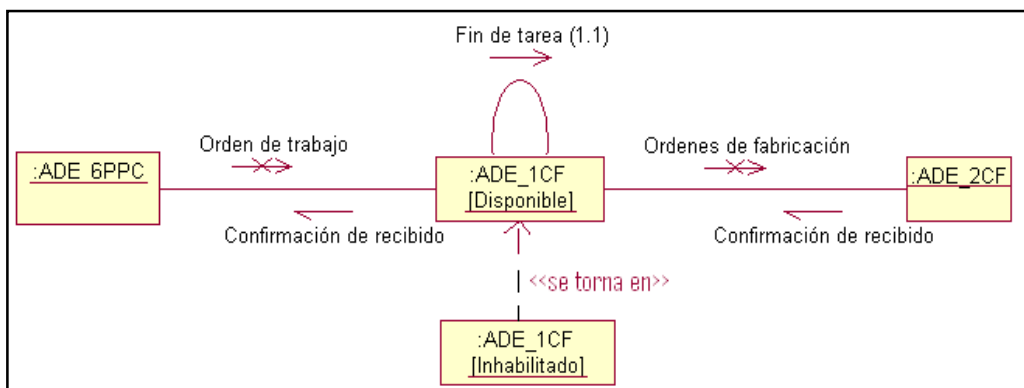 Fin de tarea (1.1)
Orden de trabajo
Ordenes de fabricación
:ADE_6PPC
:ADE_1CF
[Disponible]
:ADE_2CF
Confirmación de recibido
Confirmación de recibido
<<se torna en>>
:ADE_1CF
[Inhabilitado]